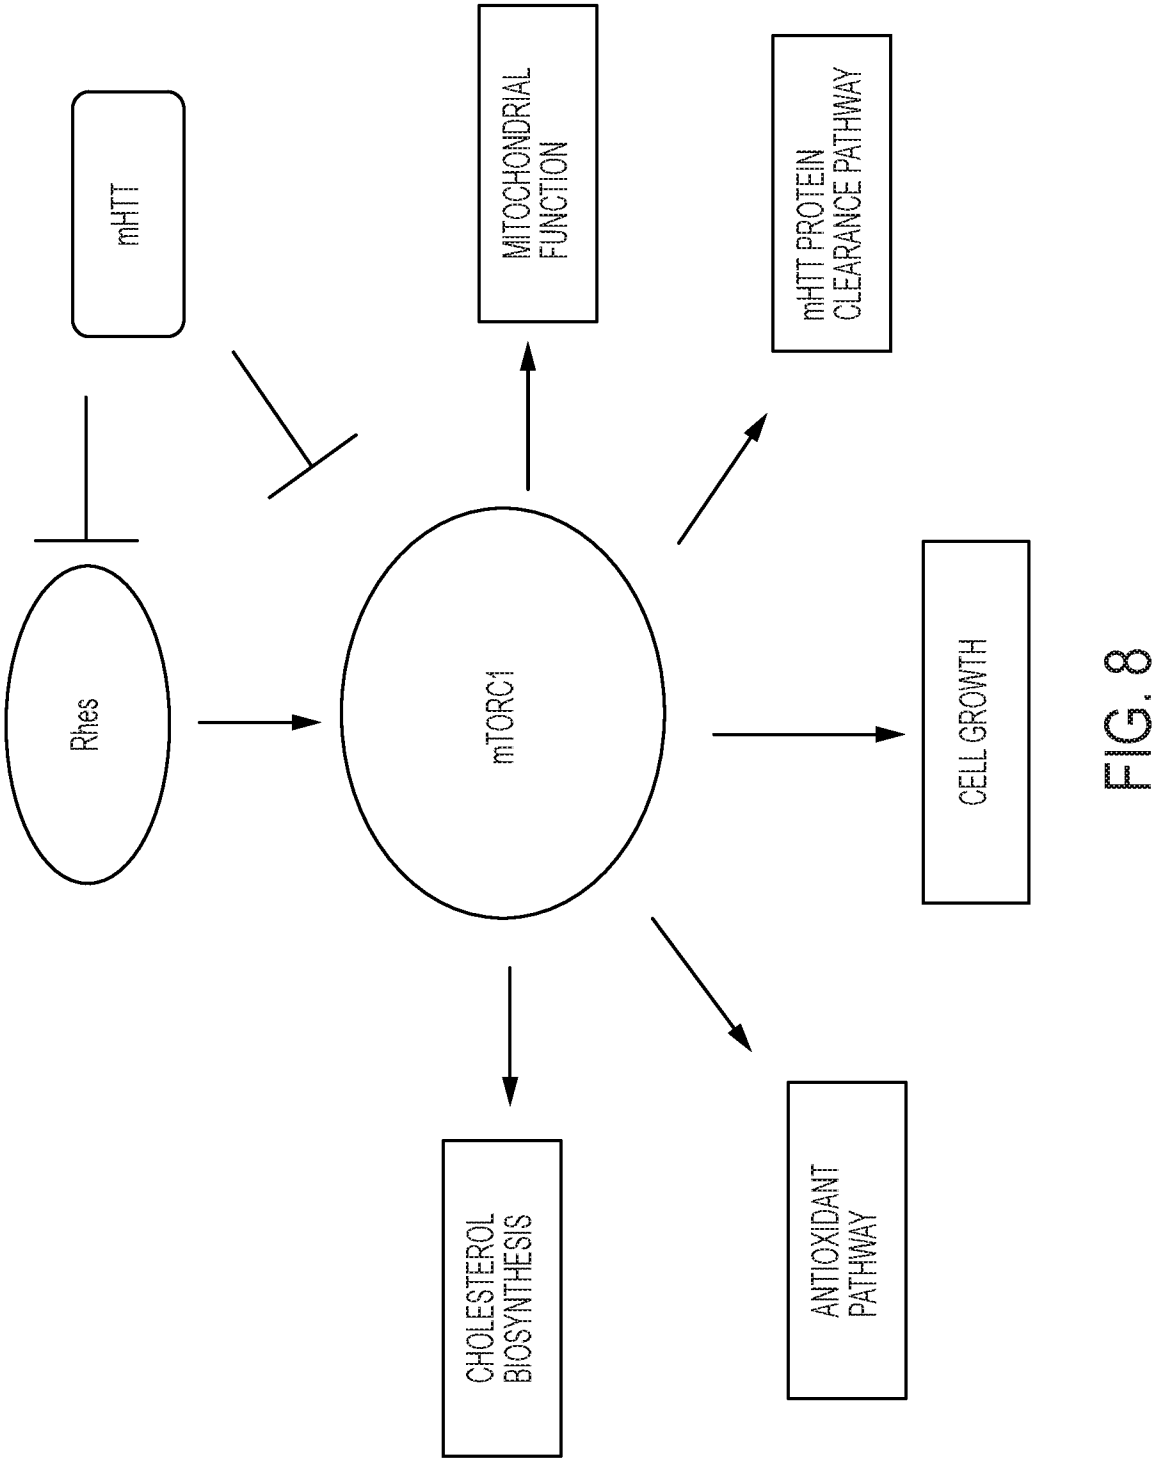 Rhes
mHTT
mTORC1
CHOLESTEROL
BIOSYNTHESIS
MITOCHONDRIAL
FUNCTION
ANTIOXIDANT
PATHWAY
mHTT PROTEIN
CLEARANCE PATHWAY
CELL GROWTH
FIG. 8